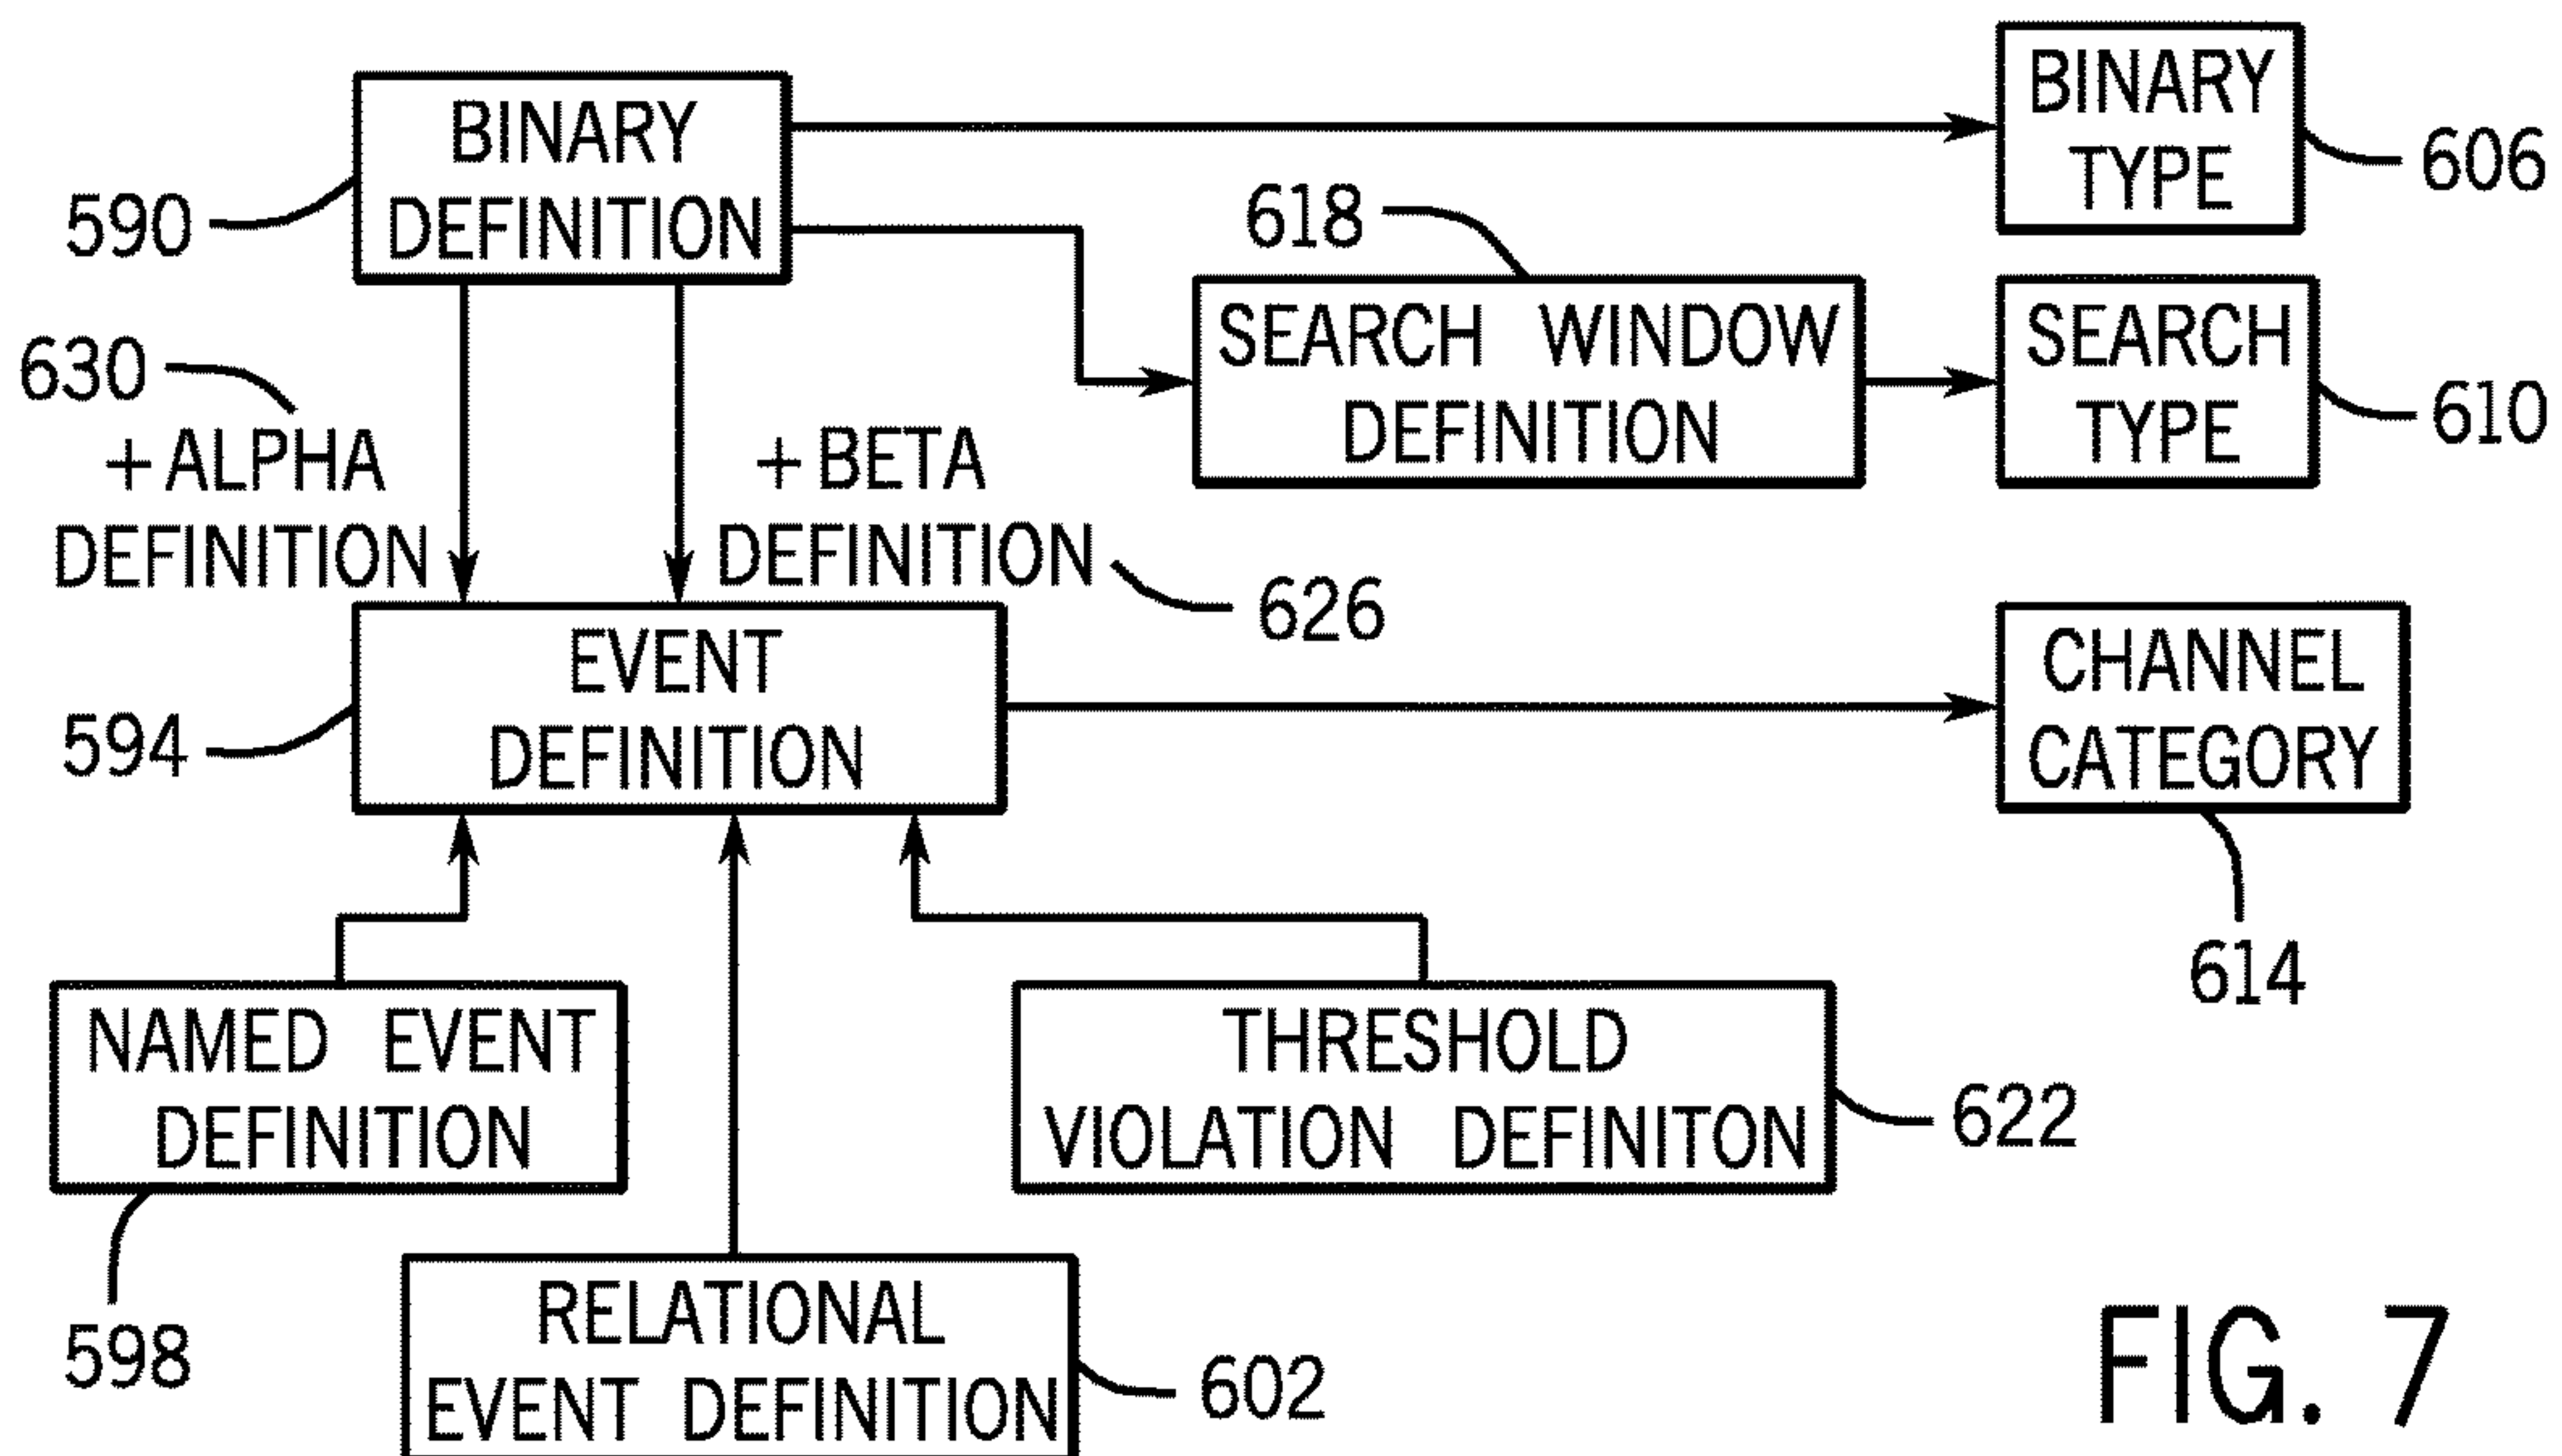 BINARY
DEFINITION
590
BINARY
TYPE
606
618
SEARCH WINDOW
DEFINITION
SEARCH
TYPE
610
630
+ALPHA
DEFINITION
+BETA
DEFINITION
626
EVENT
DEFINITION
594
CHANNEL
CATEGORY
614
NAMED EVENT
DEFINITION
598
THRESHOLD
VIOLATION DEFINITON
622
RELATIONAL
EVENT DEFINITION
602
FIG. 7